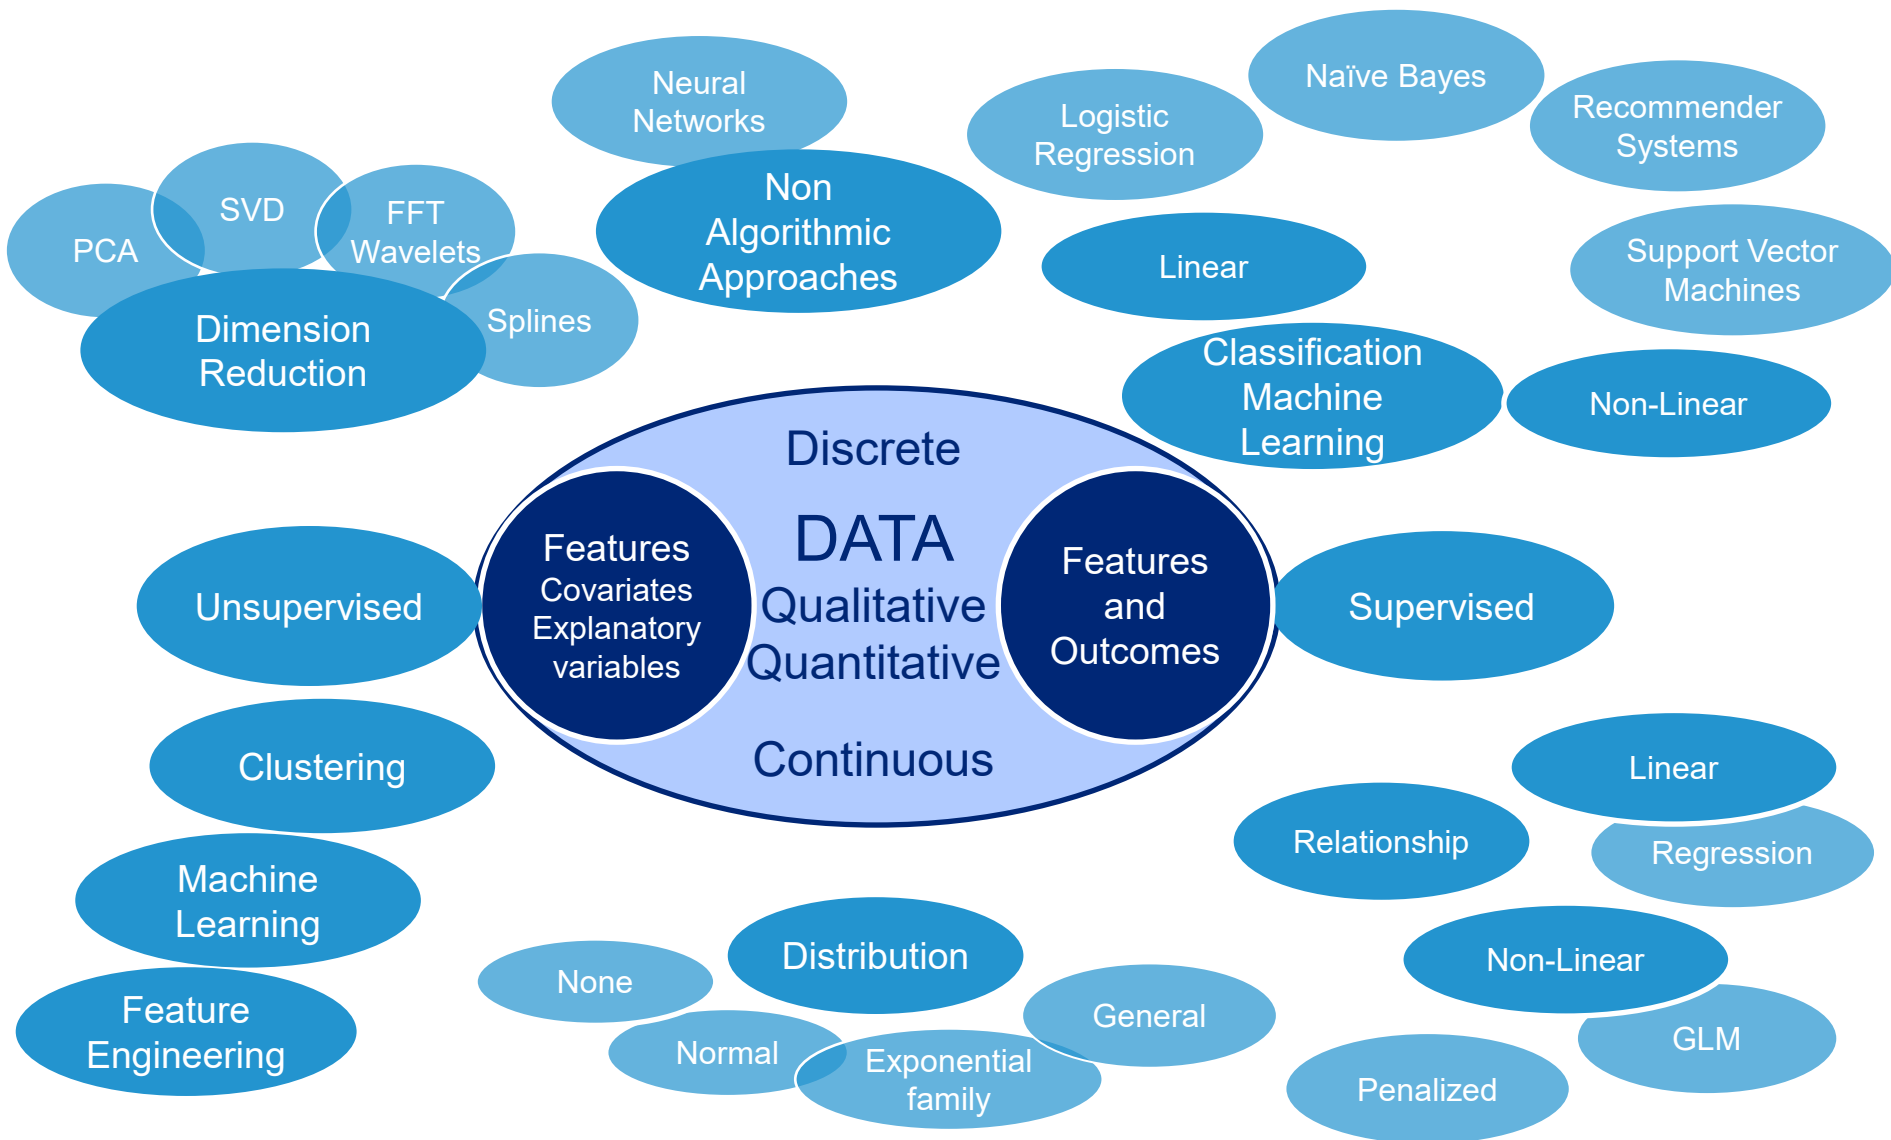 Neural
Networks
Naïve Bayes
Logistic
Regression
Recommender
Systems
PCA
SVD
FFT
Wavelets
Splines
Dimension
Reduction
Non
Algorithmic
Approaches
Linear
Support Vector
Machines
Classification
Machine
Learning
Non-Linear
Discrete
DATA
Qualitative
Quantitative
Continuous
Features
Covariates
Explanatory
variables
Features
and
Outcomes
Unsupervised
Supervised
Clustering
Machine
Learning
Feature
Engineering
Linear
Regression
Relationship
Non-Linear
GLM
Penalized
Distribution
None
Normal
Exponential
family
General